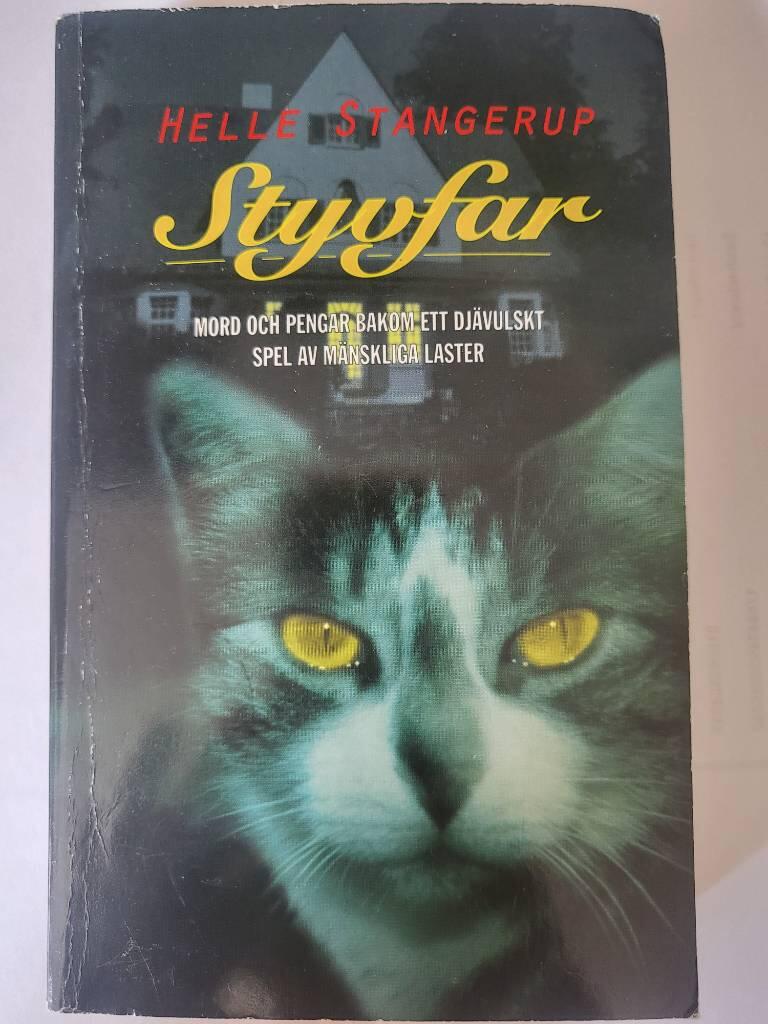 HELLE STANGERUP
Styvfar
MORD OCH PENGAR BAKOM ETT DJÄVULSKT
SPEL AV MÄNSKLIGA LASTER